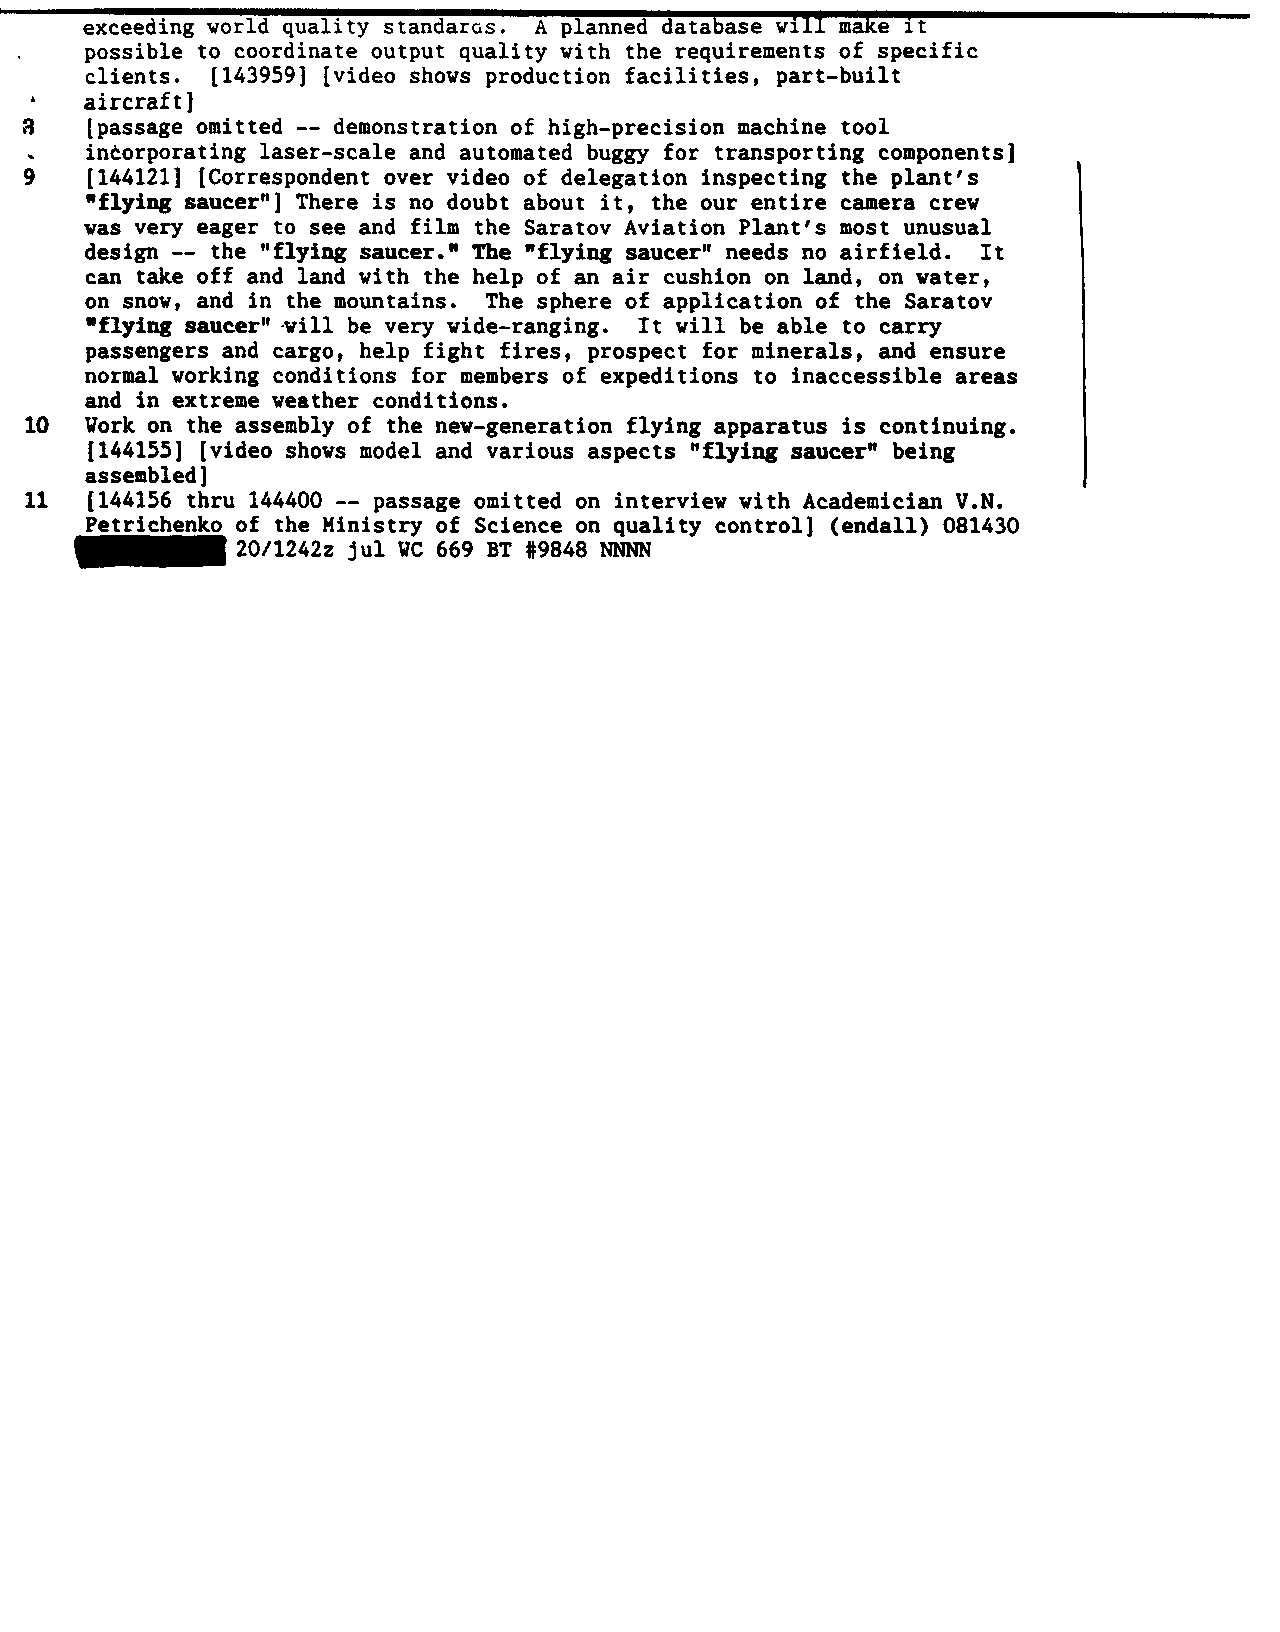 exceeding world quality standards. A planned database will make it
possible to coordinate output quality with the requirements of specific
clients. [143959] [video shows production facilities, part-built
aircraft]
8 [passage omitted -- demonstration of high-precision machine tool
incorporating laser-scale and automated buggy for transporting components]
9 [144121] [Correspondent over video of delegation inspecting the plant's
"flying saucer"] There is no doubt about it, the our entire camera crew
was very eager to see and film the Saratov Aviation Plant's most unusual
design -- the "flying saucer." The "flying saucer" needs no airfield. It
can take off and land with the help of an air cushion on land, on water,
on snow, and in the mountains. The sphere of application of the Saratov
"flying saucer" will be very wide-ranging. It will be able to carry
passengers and cargo, help fight fires, prospect for minerals, and ensure
normal working conditions for members of expeditions to inaccessible areas
and in extreme weather conditions.
10 Work on the assembly of the new-generation flying apparatus is continuing.
[144155] [video shows model and various aspects "flying saucer" being
assembled]
11 [144156 thru 144400 -- passage omitted on interview with Academician V.N.
Petrichenko of the Ministry of Science on quality control] (endall) 081430
20/1242z jul WC 669 BT #9848 NNNN